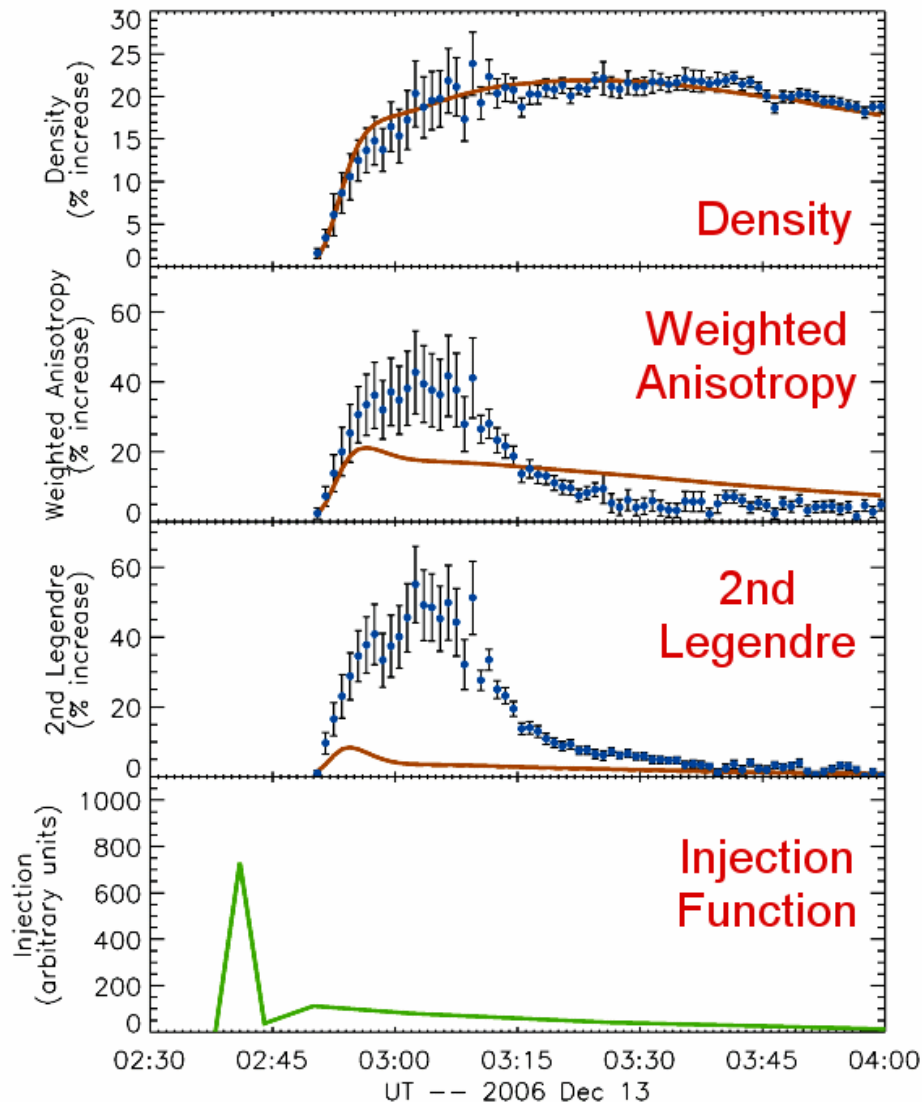 30
25
20
15
10
5
0
Density
(% increase)
Density
60
40
20
0
Weighted Anisotropy
(% increase)
Weighted
Anisotropy
60
40
20
0
2nd Legendre
(% increase)
2nd
Legendre
1000
800
600
400
200
0
Injection
(arbitrary units)
Injection
Function
02:30 02:45 03:00 03:15 03:30 03:45 04:00
UT -- 2006 Dec 13